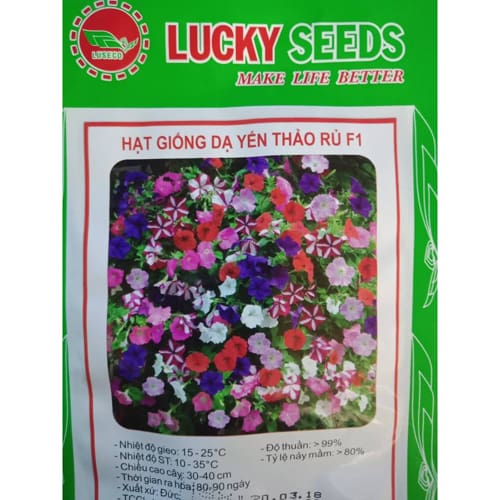 LUSECO
LUCKY SEEDS
MAKE LIFE BETTER
HẠT GIỐNG DẠ YẾN THẢO RỦ F1
- Nhiệt độ gieo: 15 - 25°C
- Nhiệt độ ST: 10 - 35°C
- Chiều cao cây: 30-40 cm
- Thời gian ra hoa: 80-90 ngày
- Xuất xứ: Đức
- Độ thuần: > 99%
- Tỷ lệ nảy mầm: > 80%
20.03.18